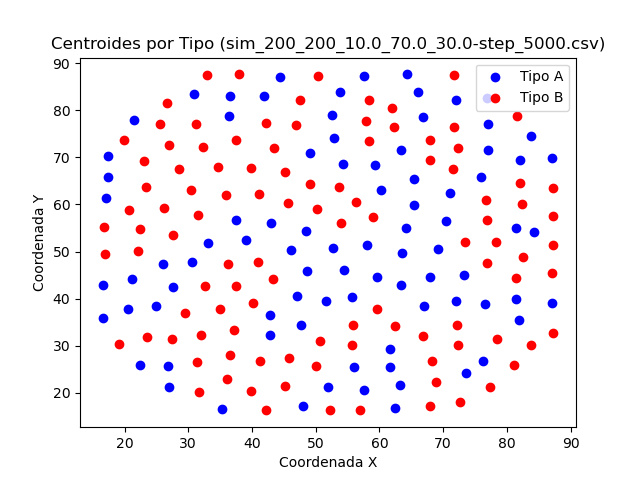 Centroides por Tipo (sim_200_200_10.0_70.0_30.0-step_5000.csv)
Tipo A
Tipo B
90
80
70
60
50
40
30
20
Coordenada Y
20 30 40 50 60 70 80 90
Coordenada X